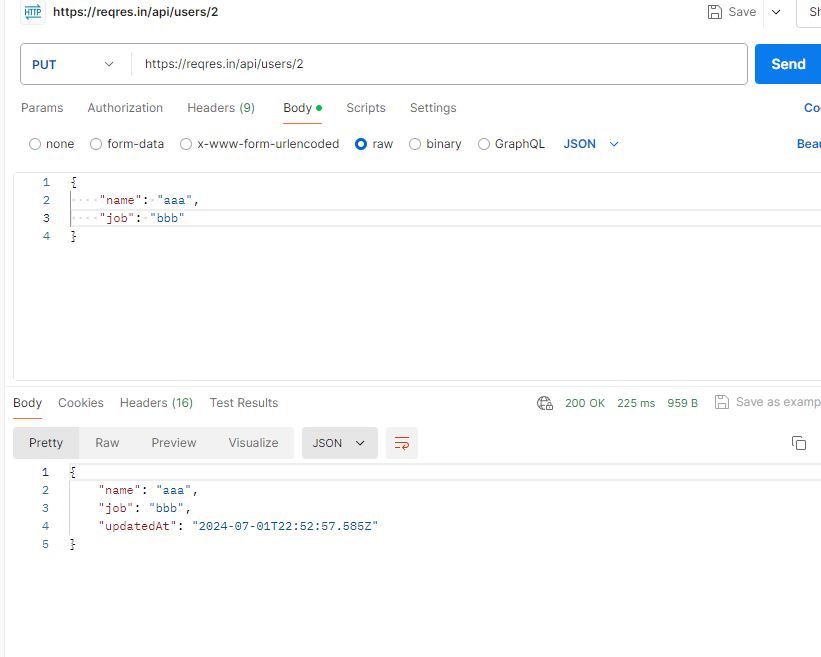 HTTP https://reqres.in/api/users/2 Save Sh
PUT https://reqres.in/api/users/2 Send
Params Authorization Headers (9) Body Scripts Settings Co
none form-data x-www-form-urlencoded raw binary GraphQL JSON Beau
1 {
2 "name": "aaa",
3 "job": "bbb"
4 }
Body Cookies Headers (16) Test Results 200 OK 225 ms 959 B Save as examp
Pretty Raw Preview Visualize JSON
1 {
2 "name": "aaa",
3 "job": "bbb",
4 "updatedAt": "2024-07-01T22:52:57.585Z"
5 }